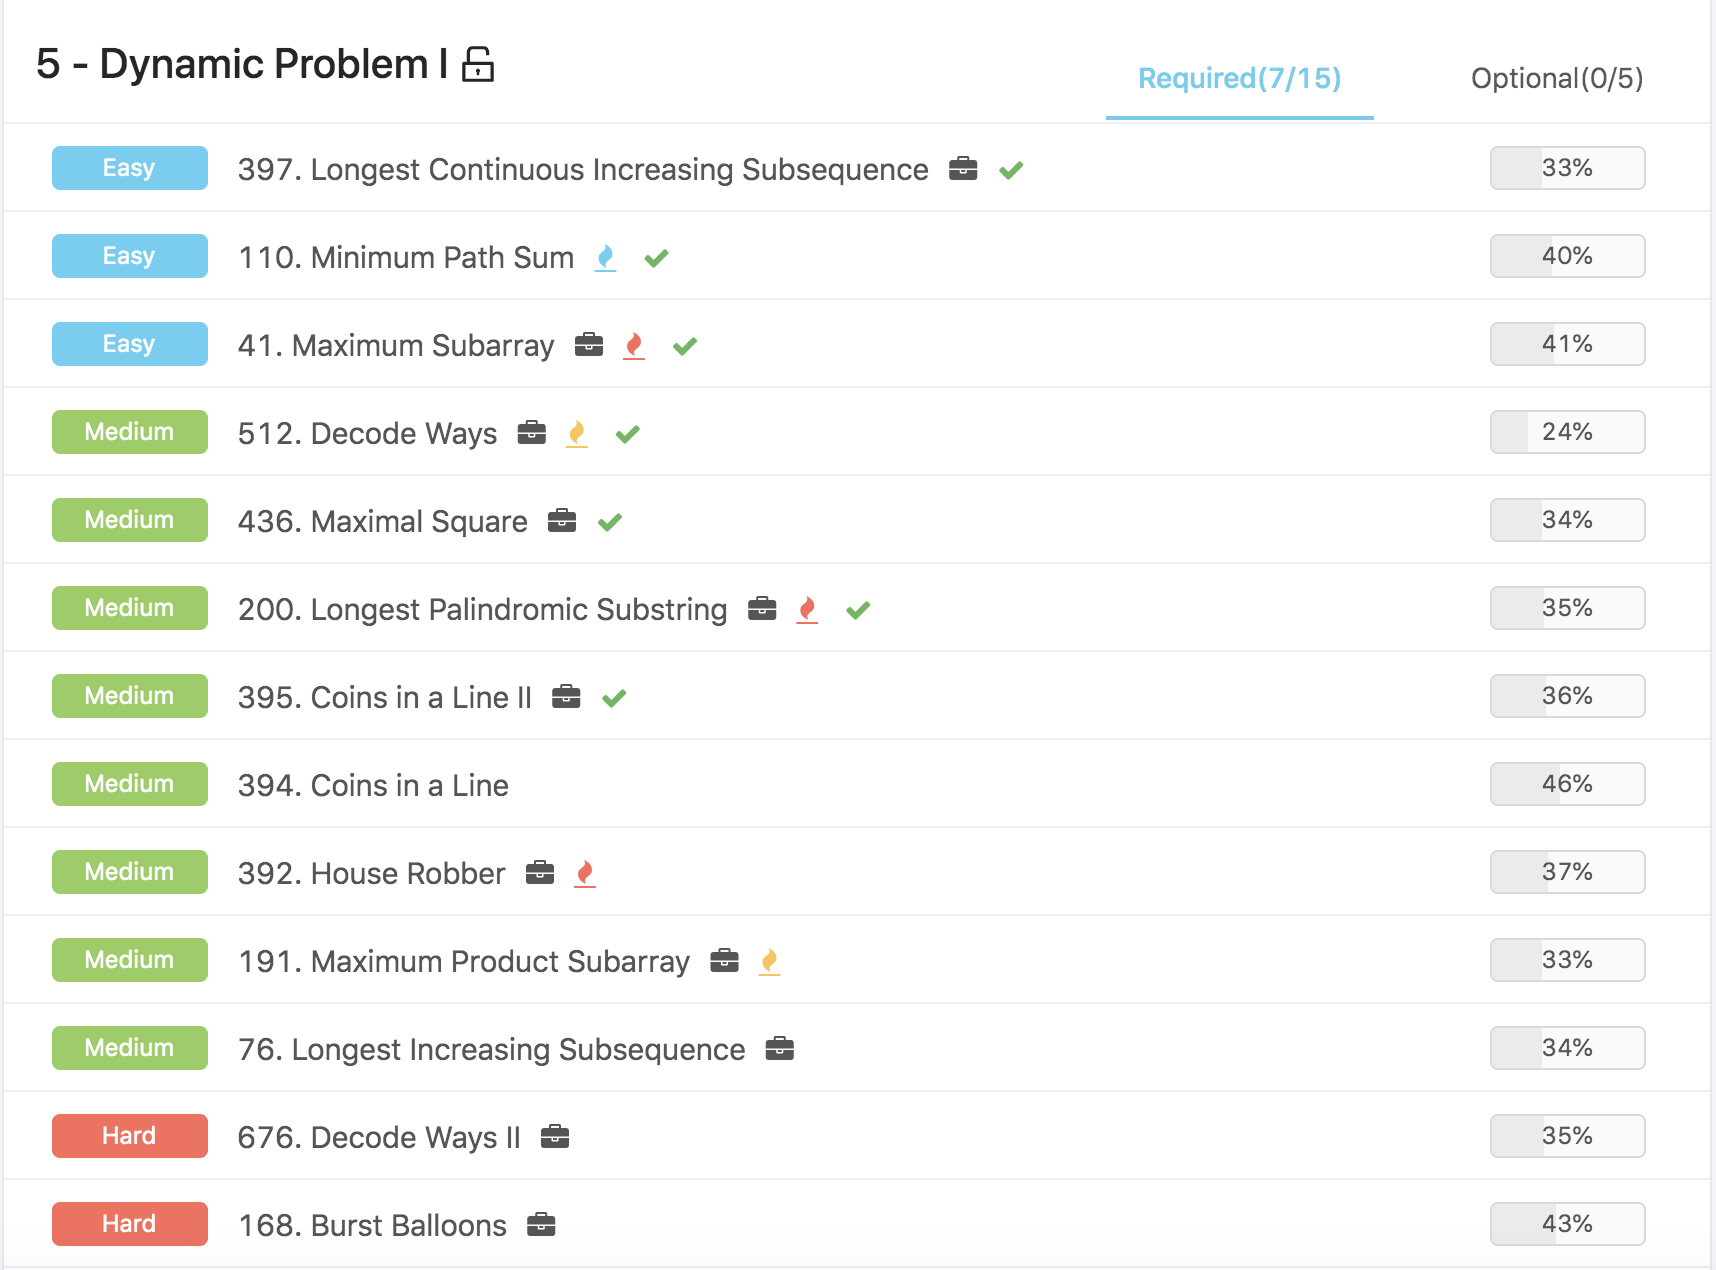 5 - Dynamic Problem I
Required(7/15) Optional(0/5)
Easy 397. Longest Continuous Increasing Subsequence 33%
Easy 110. Minimum Path Sum 40%
Easy 41. Maximum Subarray 41%
Medium 512. Decode Ways 24%
Medium 436. Maximal Square 34%
Medium 200. Longest Palindromic Substring 35%
Medium 395. Coins in a Line II 36%
Medium 394. Coins in a Line 46%
Medium 392. House Robber 37%
Medium 191. Maximum Product Subarray 33%
Medium 76. Longest Increasing Subsequence 34%
Hard 676. Decode Ways II 35%
Hard 168. Burst Balloons 43%